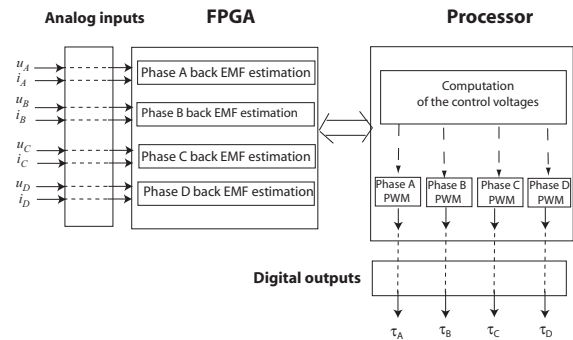 Analog inputs
FPGA
Processor
u_A
i_A
u_B
i_B
u_C
i_C
u_D
i_D
Phase A back EMF estimation
Phase B back EMF estimation
Phase C back EMF estimation
Phase D back EMF estimation
Computation
of the control voltages
Phase A
PWM
Phase B
PWM
Phase C
PWM
Phase D
PWM
Digital outputs
τ_A
τ_B
τ_C
τ_D